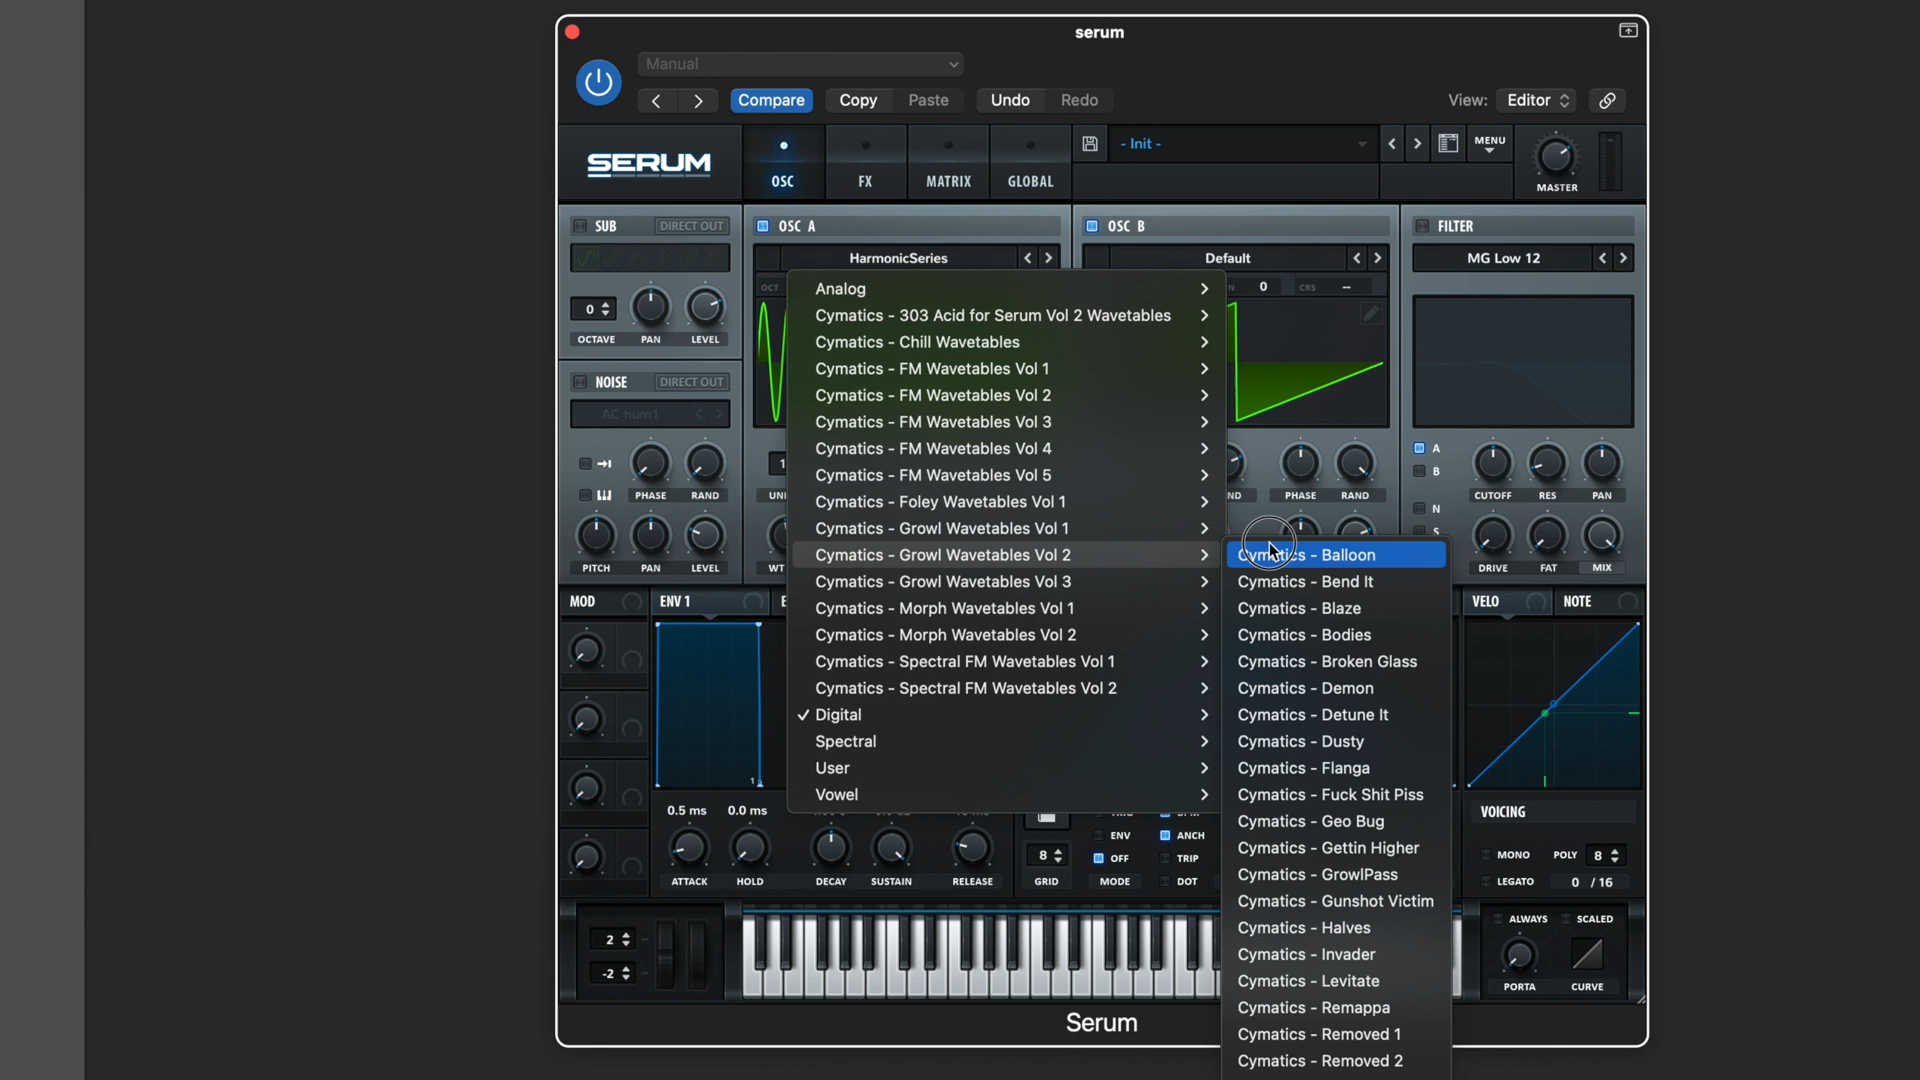 serum
Manual
Compare
Copy
Paste
Undo
Redo
View:
Editor
SERUM
OSC
FX
MATRIX
GLOBAL
- Init -
MENU
MASTER
SUB
DIRECT OUT
OSC A
OSC B
FILTER
HarmonicSeries
Default
MG Low 12
OCT
0
CRS
--
0
OCTAVE
PAN
LEVEL
Analog
Cymatics - 303 Acid for Serum Vol 2 Wavetables
Cymatics - Chill Wavetables
Cymatics - FM Wavetables Vol 1
Cymatics - FM Wavetables Vol 2
Cymatics - FM Wavetables Vol 3
Cymatics - FM Wavetables Vol 4
Cymatics - FM Wavetables Vol 5
Cymatics - Foley Wavetables Vol 1
Cymatics - Growl Wavetables Vol 1
Cymatics - Growl Wavetables Vol 2
Cymatics - Growl Wavetables Vol 3
Cymatics - Morph Wavetables Vol 1
Cymatics - Morph Wavetables Vol 2
Cymatics - Spectral FM Wavetables Vol 1
Cymatics - Spectral FM Wavetables Vol 2
Digital
Spectral
User
Vowel
Cymatics - Balloon
Cymatics - Bend It
Cymatics - Blaze
Cymatics - Bodies
Cymatics - Broken Glass
Cymatics - Demon
Cymatics - Detune It
Cymatics - Dusty
Cymatics - Flanga
Cymatics - Fuck Shit Piss
Cymatics - Geo Bug
Cymatics - Gettin Higher
Cymatics - GrowlPass
Cymatics - Gunshot Victim
Cymatics - Halves
Cymatics - Invader
Cymatics - Levitate
Cymatics - Remappa
Cymatics - Removed 1
Cymatics - Removed 2
NOISE
DIRECT OUT
AC hum1
PHASE
RAND
PITCH
PAN
LEVEL
PHASE
RAND
A
B
N
S
CUTOFF
RES
PAN
DRIVE
FAT
MIX
MOD
ENV 1
VELO
NOTE
1
0.5 ms
0.0 ms
ATTACK
HOLD
DECAY
SUSTAIN
RELEASE
8
GRID
ENV
OFF
MODE
ANCH
TRIP
DOT
VOICING
MONO
POLY
8
LEGATO
0 / 16
2
-2
ALWAYS
SCALED
PORTA
CURVE
Serum